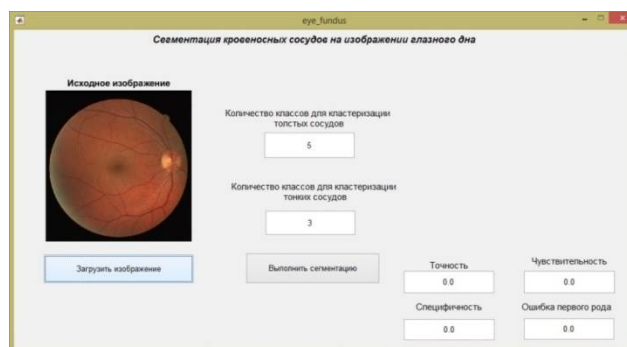 eye_fundus
Сегментация кровеносных сосудов на изображении глазного дна
Исходное изображение
Количество классов для кластеризации
толстых сосудов
5
Количество классов для кластеризации
тонких сосудов
3
Загрузить изображение
Выполнить сегментацию
Точность
Чувствительность
0.0
0.0
Специфичность
Ошибка первого рода
0.0
0.0